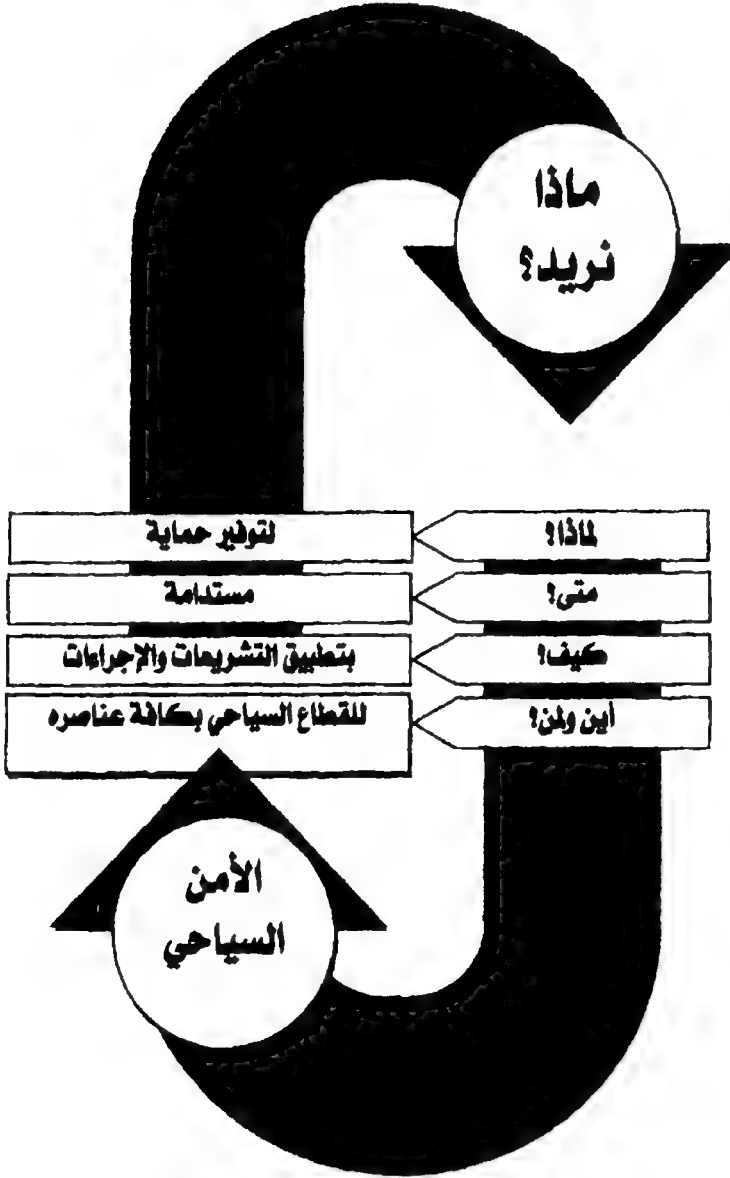 ماذا
نريد؟
لماذا؟
لتوفير حماية
متى؟
مستدامة
كيف؟
بتطبيق التشريعات والإجراءات
أين ولمن؟
للقطاع السياحي بكافة عناصره
الأمن
السياحي